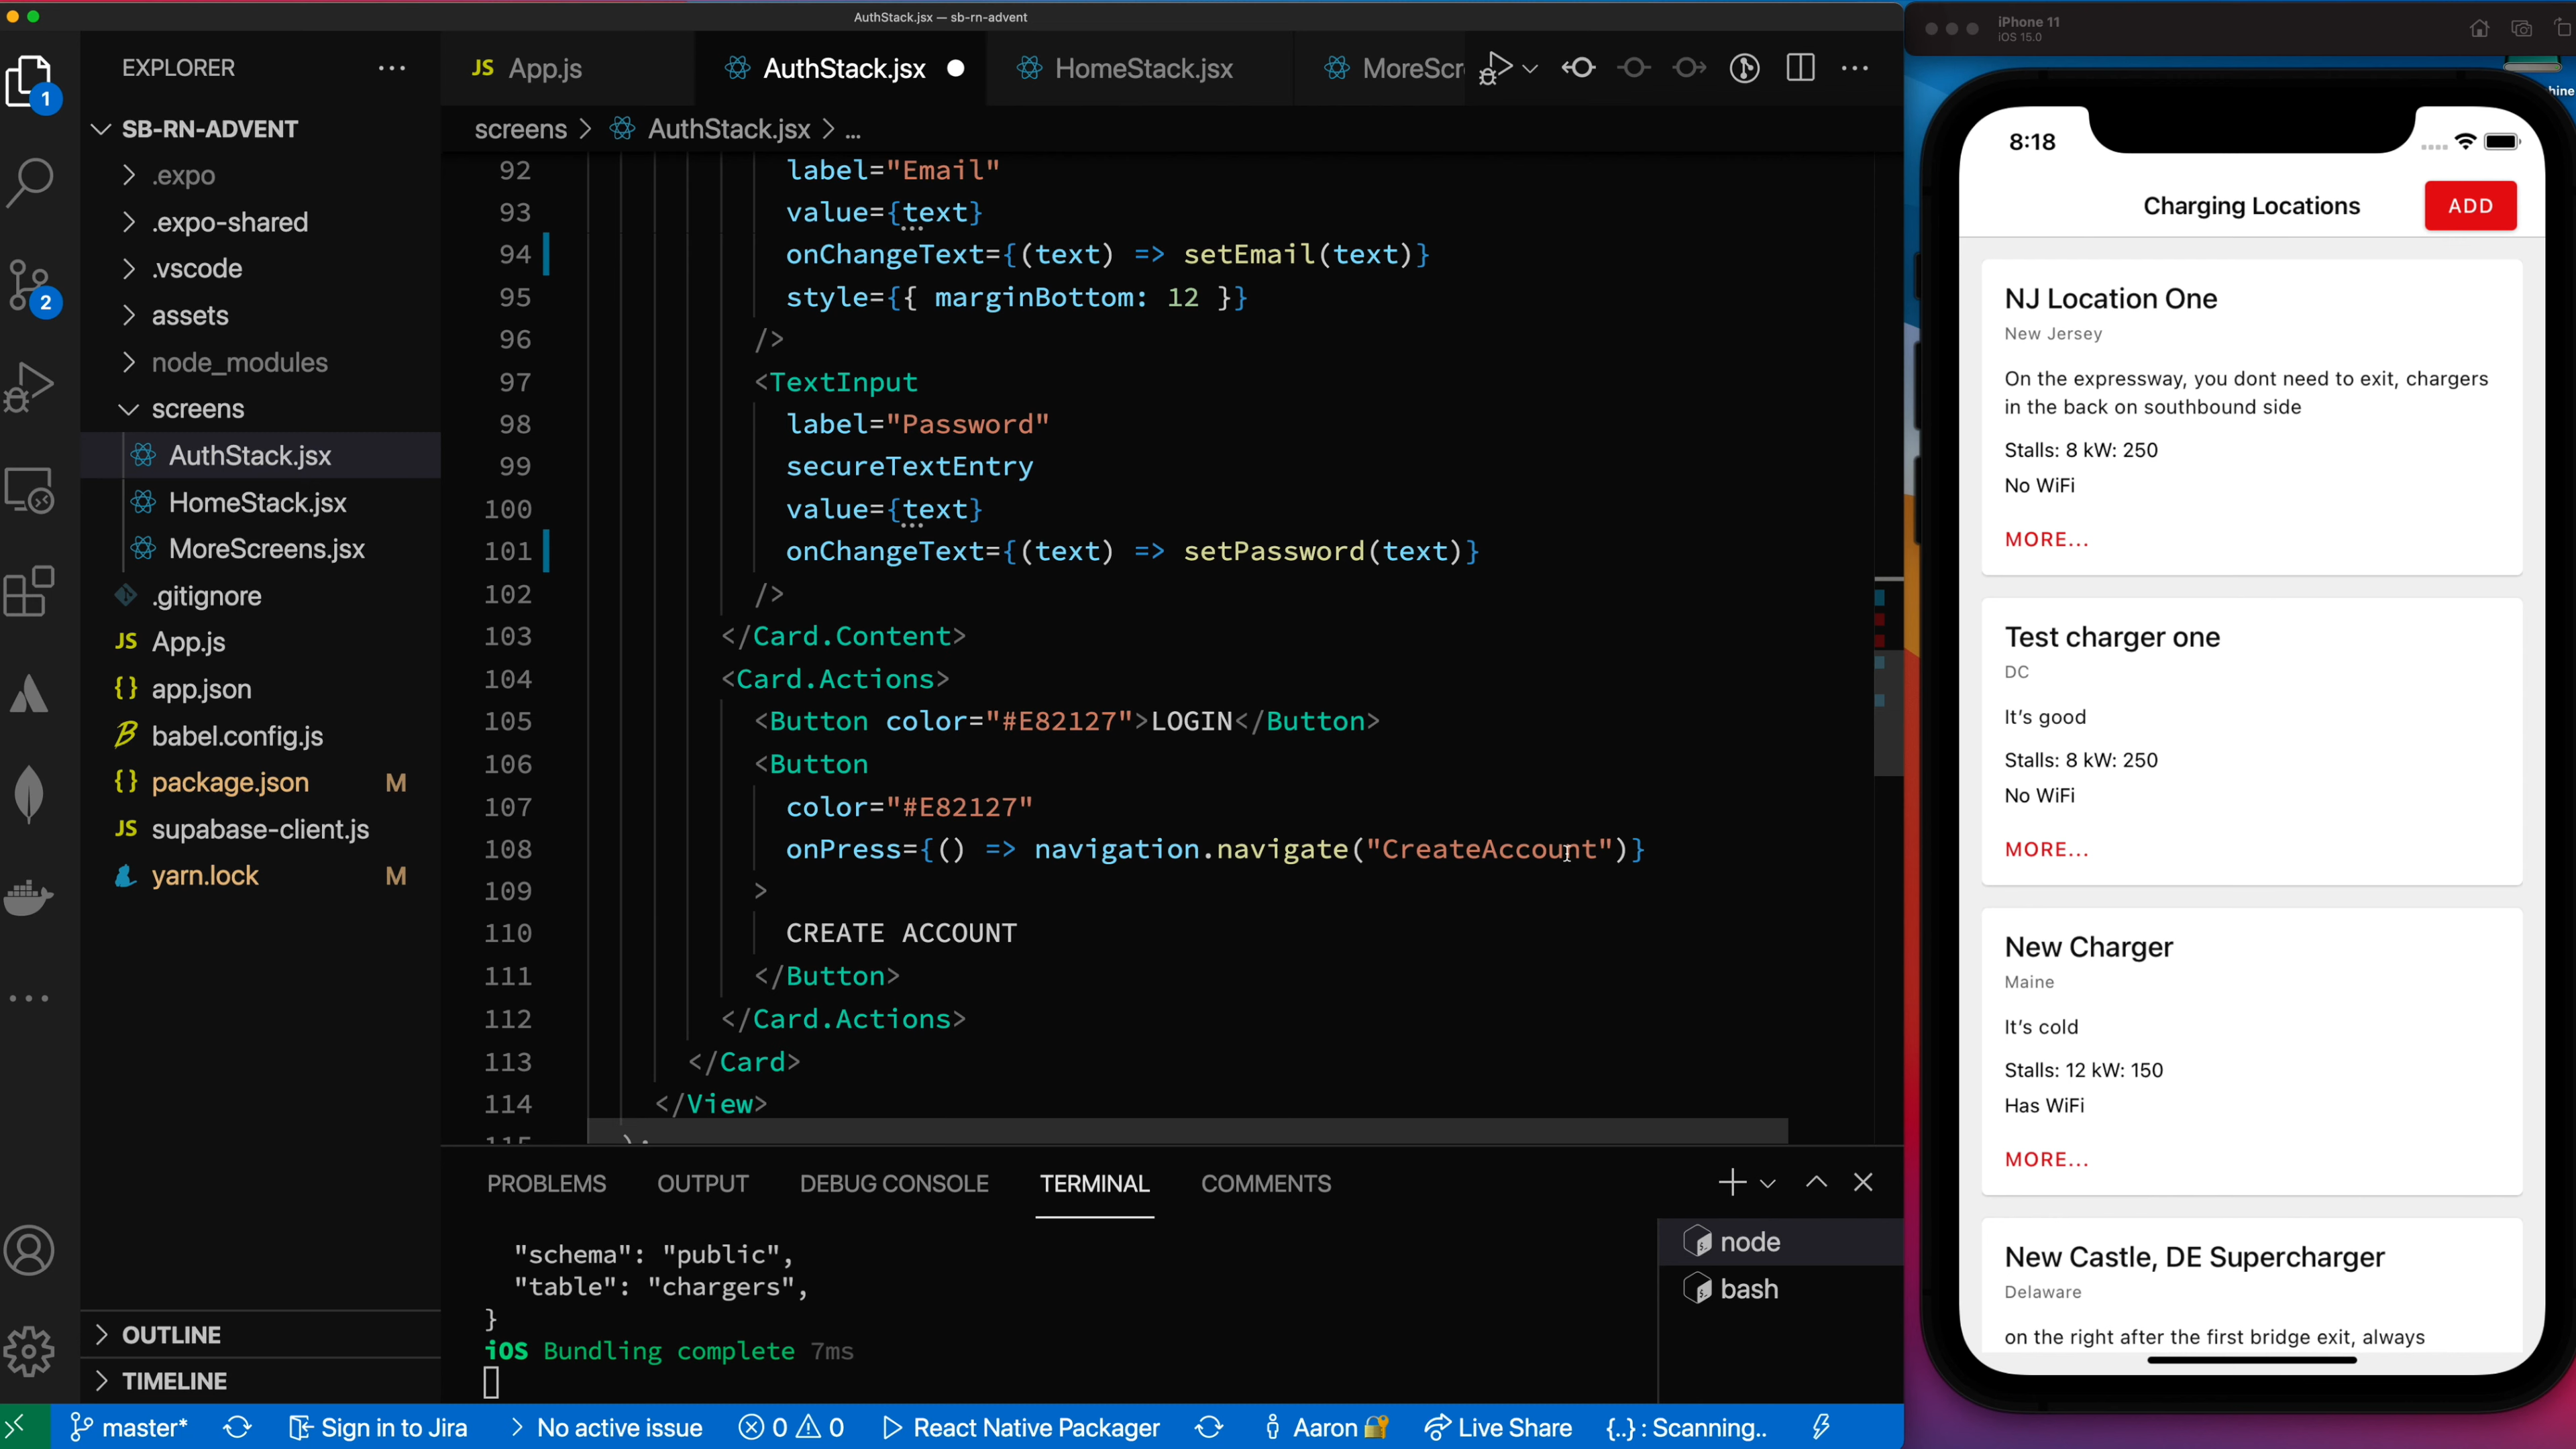 AuthStack.jsx — sb-rn-advent
EXPLORER
SB-RN-ADVENT
.expo
.expo-shared
.vscode
assets
node_modules
screens
AuthStack.jsx
HomeStack.jsx
MoreScreens.jsx
.gitignore
JS App.js
{} app.json
babel.config.js
{} package.json M
JS supabase-client.js
yarn.lock M
OUTLINE
TIMELINE
1
2
JS App.js AuthStack.jsx HomeStack.jsx MoreScr
screens > AuthStack.jsx > ...
92 label="Email"
93 value={text}
94 onChangeText={(text) => setEmail(text)}
95 style={{ marginBottom: 12 }}
96 />
97 <TextInput
98 label="Password"
99 secureTextEntry
100 value={text}
101 onChangeText={(text) => setPassword(text)}
102 />
103 </Card.Content>
104 <Card.Actions>
105 <Button color="#E82127">LOGIN</Button>
106 <Button
107 color="#E82127"
108 onPress={() => navigation.navigate("CreateAccount")}
109 >
110 CREATE ACCOUNT
111 </Button>
112 </Card.Actions>
113 </Card>
114 </View>
115 );
PROBLEMS OUTPUT DEBUG CONSOLE TERMINAL COMMENTS
"schema": "public",
"table": "chargers",
}
iOS Bundling complete 7ms
node
bash
master* Sign in to Jira > No active issue 0 0 React Native Packager Aaron Live Share {..} : Scanning..
iPhone 11
iOS 15.0
hine
8:18
Charging Locations
ADD
NJ Location One
New Jersey
On the expressway, you dont need to exit, chargers
in the back on southbound side
Stalls: 8 kW: 250
No WiFi
MORE...
Test charger one
DC
It's good
Stalls: 8 kW: 250
No WiFi
MORE...
New Charger
Maine
It's cold
Stalls: 12 kW: 150
Has WiFi
MORE...
New Castle, DE Supercharger
Delaware
on the right after the first bridge exit, always